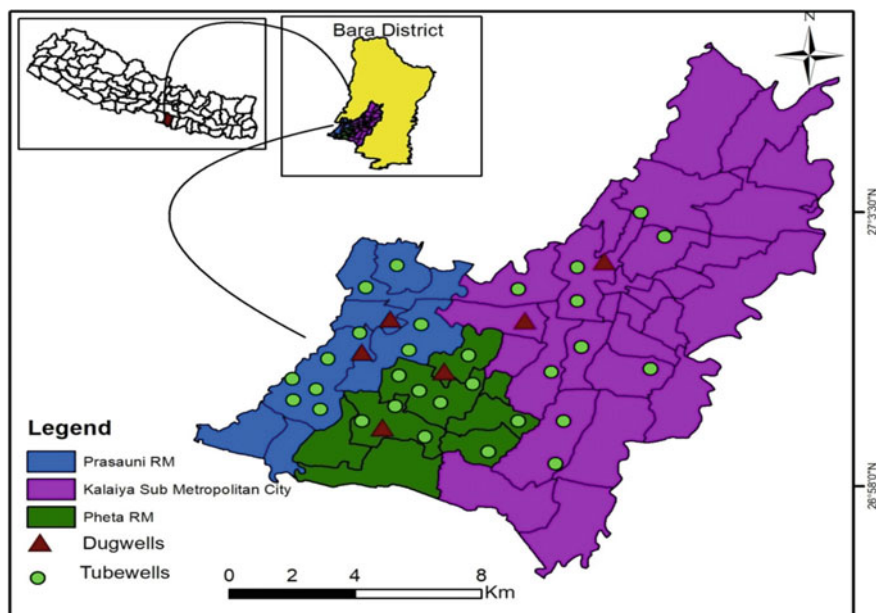 Bara District
N
27°3'30"N
26°58'0"N
Legend
Prasauni RM
Kalaiya Sub Metropolitan City
Pheta RM
Dugwells
Tubewells
0 2 4 8
Km